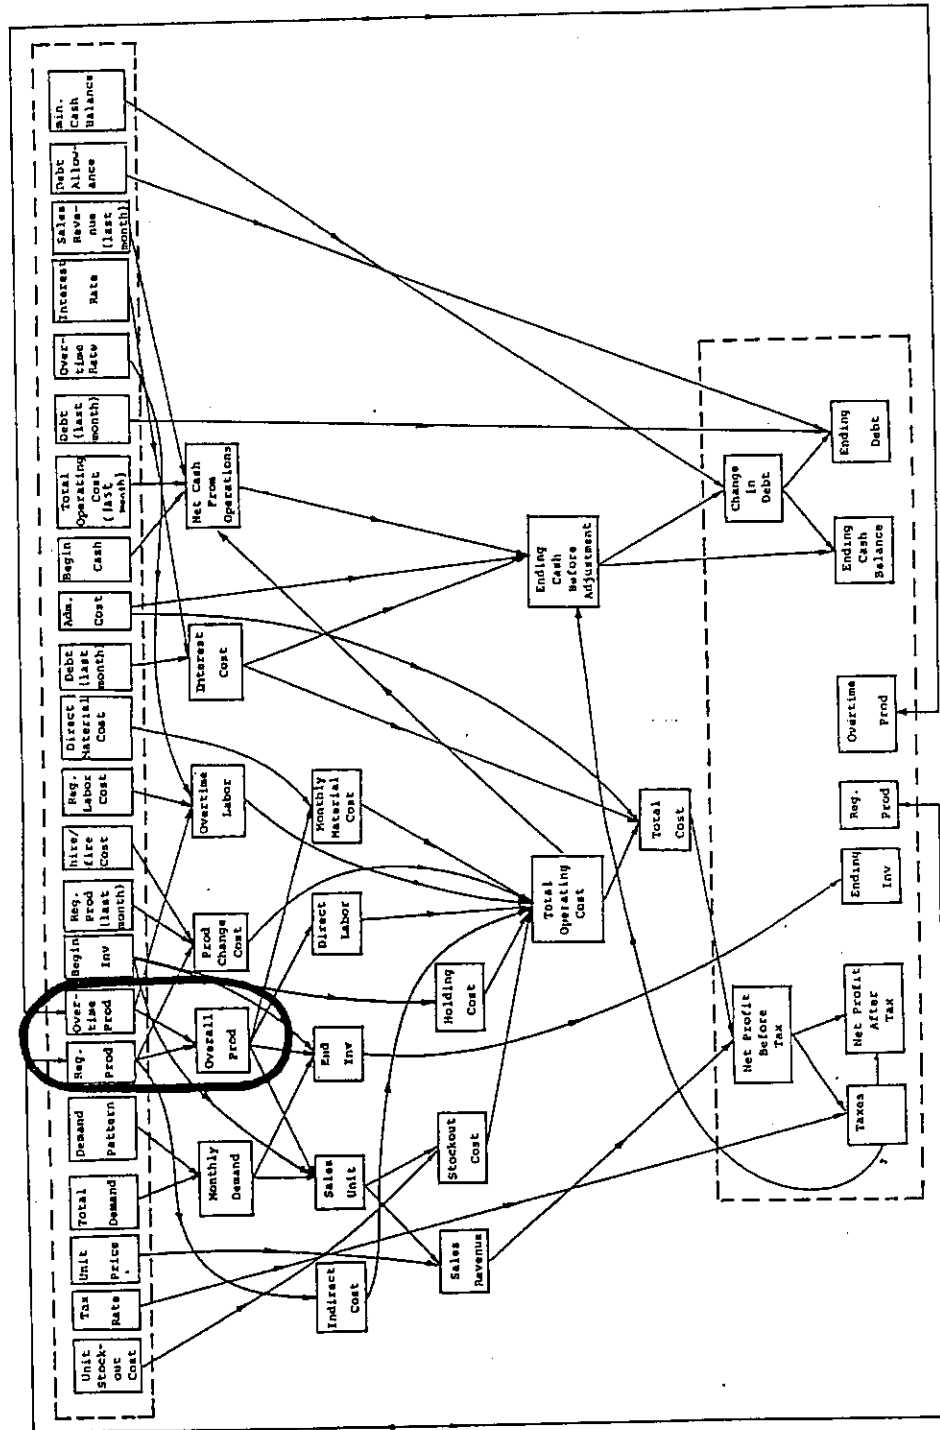 Unit
Stock-
out
Cost
Tax
Rate
Unit
Price
Total
Demand
Demand
Pattern
Reg.
Prod
Over-
time
Prod
Begin
Inv
Reg.
Prod
(last
month)
hire/
fire
Cost
Reg.
Labor
Cost
Direct
Material
Cost
Debt
(last
month)
Adm.
Cost
Begin
Cash
Total
Operating
Cost
(last
month)
Debt
(last
month)
Over-
time
Rate
Interest
Rate
Sales
Reve-
nue
(last
month)
Debt
Allow-
ance
min.
Cash
Balance
Monthly
Demand
Overall
Prod
Prod
Change
Cost
Overtime
Labor
Interest
Cost
Net Cash
From
Operations
Indirect
Cost
Sales
Unit
End
Inv
Direct
Labor
Monthly
Material
Cost
Sales
Revenue
Stockout
Cost
Holding
Cost
Total
Operating
Cost
Ending
Cash
Before
Adjustment
Total
Cost
Net Profit
Before
Tax
Change
in
Debt
Taxes
Net Profit
After
Tax
Ending
Inv
Reg.
Prod
Overtime
Prod
Ending
Cash
Balance
Ending
Debt